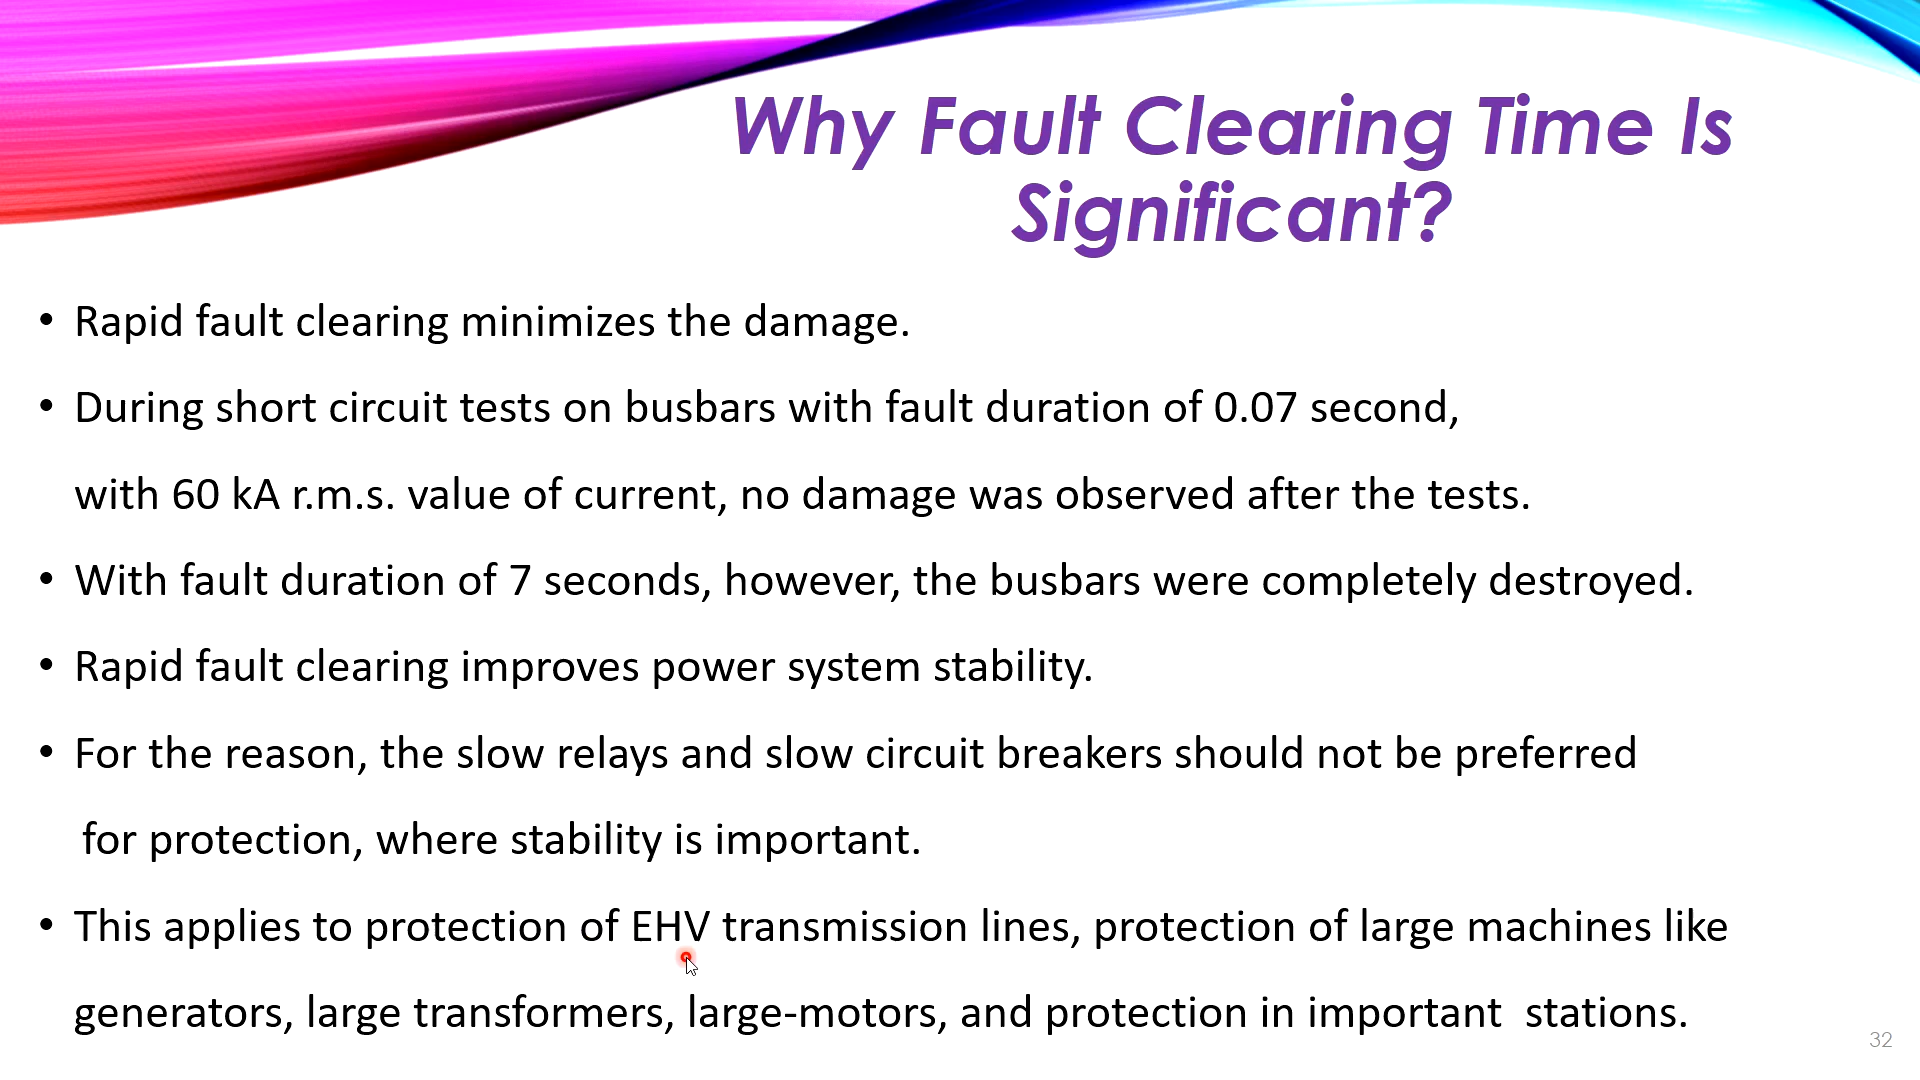 Why Fault Clearing Time Is
Significant?
• Rapid fault clearing minimizes the damage.
• During short circuit tests on busbars with fault duration of 0.07 second,
with 60 kA r.m.s. value of current, no damage was observed after the tests.
• With fault duration of 7 seconds, however, the busbars were completely destroyed.
• Rapid fault clearing improves power system stability.
• For the reason, the slow relays and slow circuit breakers should not be preferred
for protection, where stability is important.
• This applies to protection of EHV transmission lines, protection of large machines like
generators, large transformers, large-motors, and protection in important  stations.
32